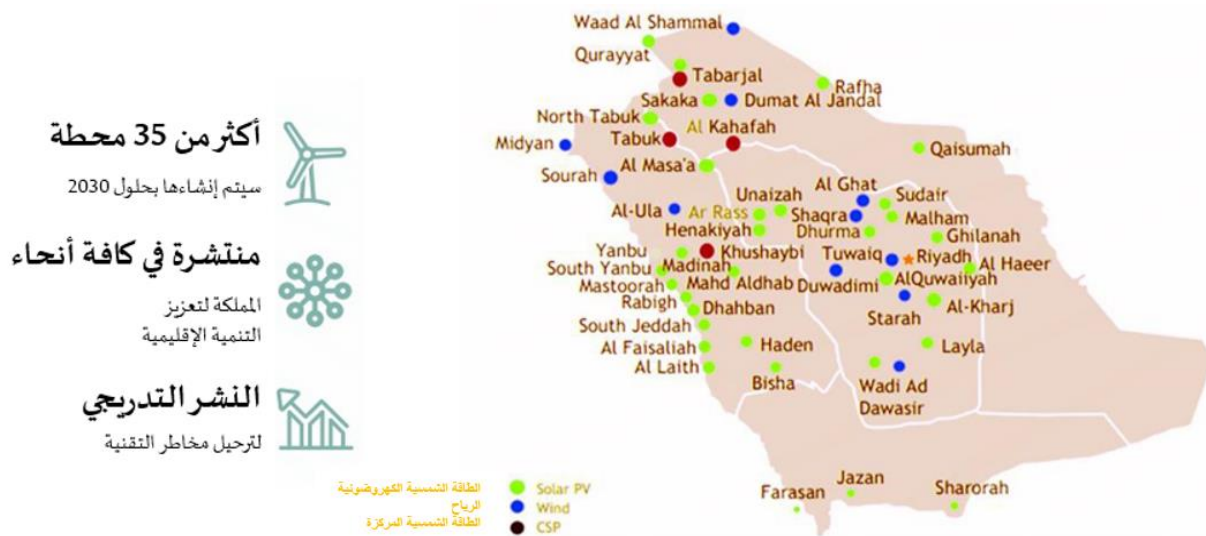 أكثر من 35 محطة
سيتم إنشاءها بحلول 2030
منتشرة في كافة أنحاء
المملكة لتعزيز
التنمية الإقليمية
النشر التدريجي
لترحيل مخاطر التقنية
Waad Al Shammal
Qurayyat
Tabarjal
Rafha
Sakaka
Dumat Al Jandal
North Tabuk
Al Kahafah
Tabuk
Midyan
Qaisumah
Al Masa'a
Sourah
Al Ghat
Unaizah
Sudair
Al-Ula
Ar Rass
Shaqra
Malham
Henakiyah
Dhurma
Ghilanah
Yanbu
Khushaybi
Tuwaiq
Riyadh
Madinah
Al Haeer
South Yanbu
Mahd Aldhab
Duwadimi
AlQuwaiiyah
Mastoorah
Rabigh
Dhahban
Starah
Al-Kharj
South Jeddah
Al Faisaliah
Haden
Layla
Al Laith
Bisha
Wadi Ad
Dawasir
Jazan
Farasan
Sharorah
الطاقة الشمسية الكهروضوئية
Solar PV
الرياح
Wind
الطاقة الشمسية المركزة
CSP